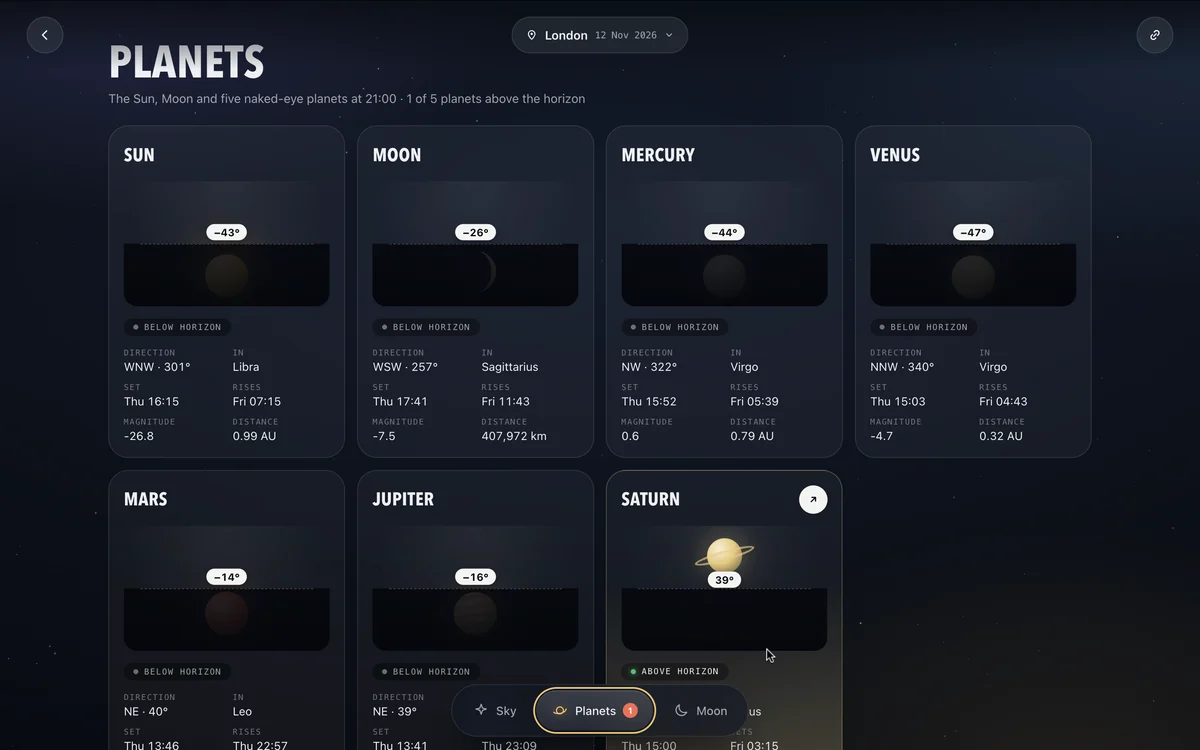 London 12 Nov 2026
PLANETS
The Sun, Moon and five naked-eye planets at 21:00 · 1 of 5 planets above the horizon
SUN
−43°
BELOW HORIZON
DIRECTION IN
WNW · 301° Libra
SET RISES
Thu 16:15 Fri 07:15
MAGNITUDE DISTANCE
-26.8 0.99 AU
MOON
−26°
BELOW HORIZON
DIRECTION IN
WSW · 257° Sagittarius
SET RISES
Thu 17:41 Fri 11:43
MAGNITUDE DISTANCE
-7.5 407,972 km
MERCURY
−44°
BELOW HORIZON
DIRECTION IN
NW · 322° Virgo
SET RISES
Thu 15:52 Fri 05:39
MAGNITUDE DISTANCE
0.6 0.79 AU
VENUS
−47°
BELOW HORIZON
DIRECTION IN
NNW · 340° Virgo
SET RISES
Thu 15:03 Fri 04:43
MAGNITUDE DISTANCE
-4.7 0.32 AU
MARS
−14°
BELOW HORIZON
DIRECTION IN
NE · 40° Leo
SET RISES
Thu 13:46 Thu 22:57
JUPITER
−16°
BELOW HORIZON
DIRECTION
NE · 39°
SET
Thu 13:41 Thu 23:09
SATURN
39°
ABOVE HORIZON
us
ETS
Thu 15:00 Fri 03:15
Sky Planets 1 Moon